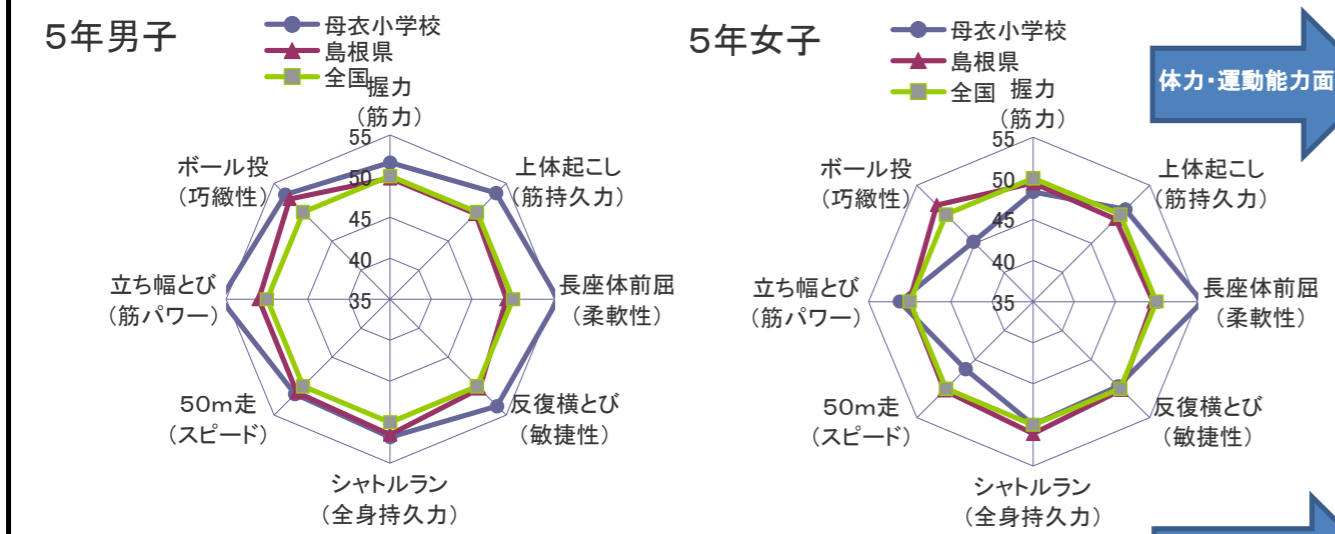 5年男子
母衣小学校
島根県
全国
握力
(筋力)
上体起こし
(筋持久力)
長座体前屈
(柔軟性)
反復横とび
(敏捷性)
シャトルラン
(全身持久力)
50m走
(スピード)
立ち幅とび
(筋パワー)
ボール投
(巧緻性)
55
50
45
40
35
5年女子
母衣小学校
島根県
全国
握力
(筋力)
上体起こし
(筋持久力)
長座体前屈
(柔軟性)
反復横とび
(敏捷性)
シャトルラン
(全身持久力)
50m走
(スピード)
立ち幅とび
(筋パワー)
ボール投
(巧緻性)
55
50
45
40
35
体力・運動能力面